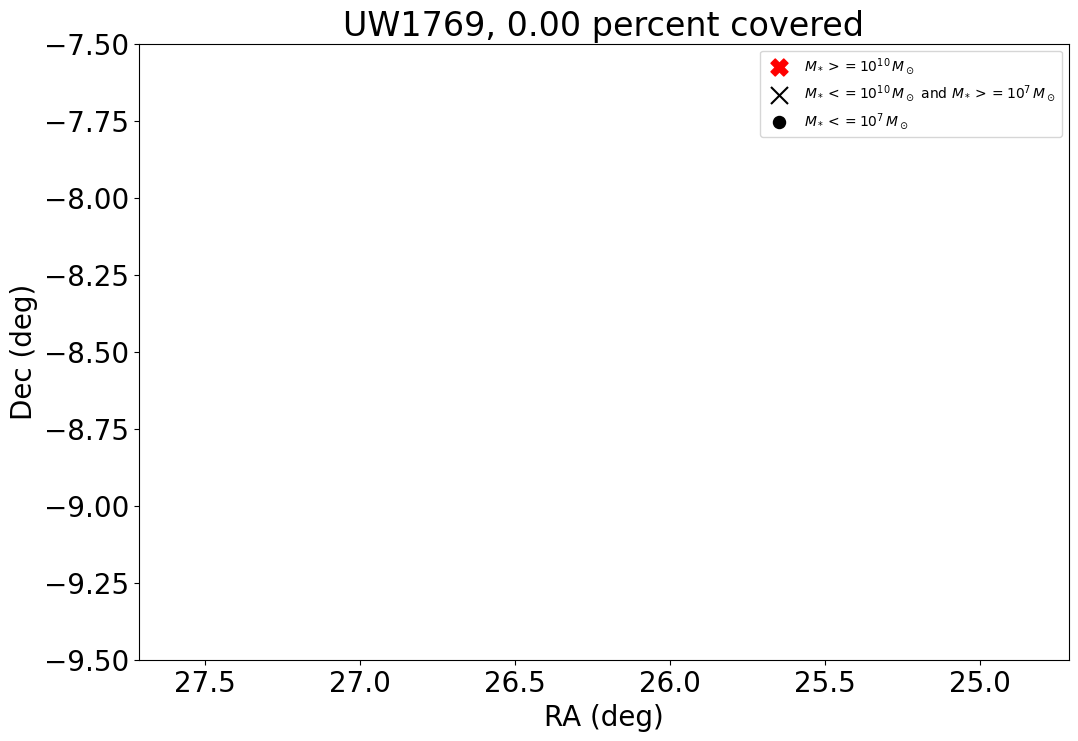 UW1769, 0.00 percent covered
−7.50
−7.75
−8.00
−8.25
−8.50
−8.75
−9.00
−9.25
−9.50
Dec (deg)
M* >= 10^10 M⊙
M* <= 10^10 M⊙ and M* >= 10^7 M⊙
M* <= 10^7 M⊙
27.5 27.0 26.5 26.0 25.5 25.0
RA (deg)